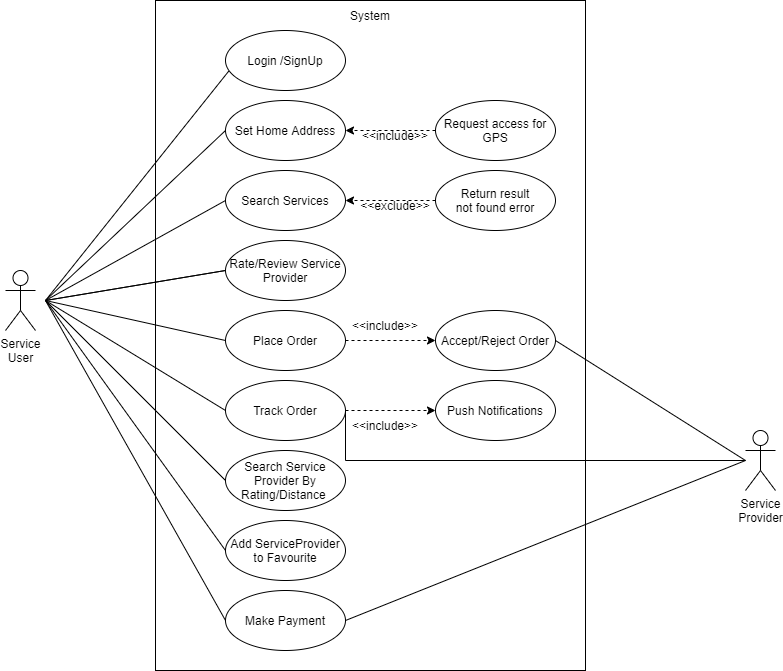 System
Login /SignUp
Set Home Address
<<include>>
Request access for
GPS
Search Services
<<exclude>>
Return result
not found error
Rate/Review Service
Provider
Service
User
Place Order
<<include>>
Accept/Reject Order
Track Order
<<include>>
Push Notifications
Search Service
Provider By
Rating/Distance
Service
Provider
Add ServiceProvider
to Favourite
Make Payment